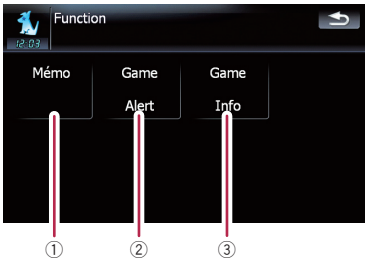 Function
12:03
Mémo
Game
Game
Alert
Info
①
②
③